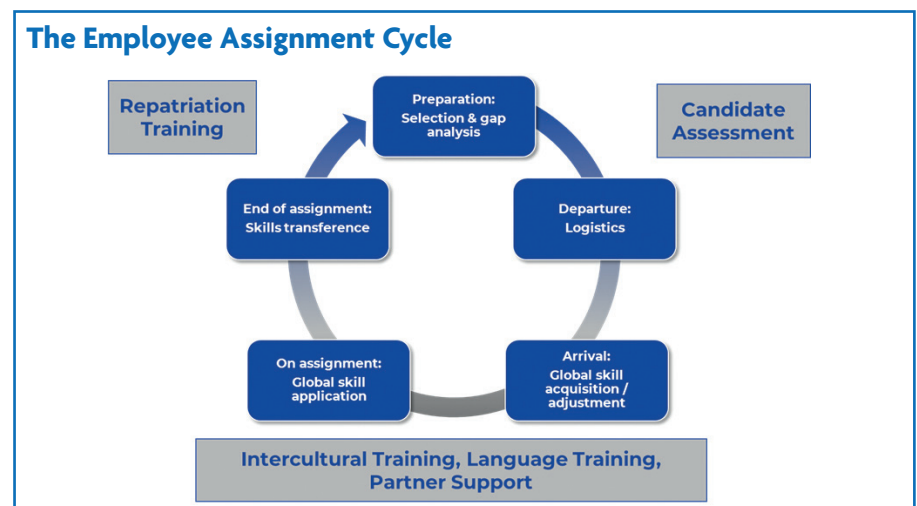 The Employee Assignment Cycle
Repatriation
Training
Preparation:
Selection & gap
analysis
Candidate
Assessment
End of assignment:
Skills transference
Departure:
Logistics
On assignment:
Global skill
application
Arrival:
Global skill
acquisition /
adjustment
Intercultural Training, Language Training,
Partner Support